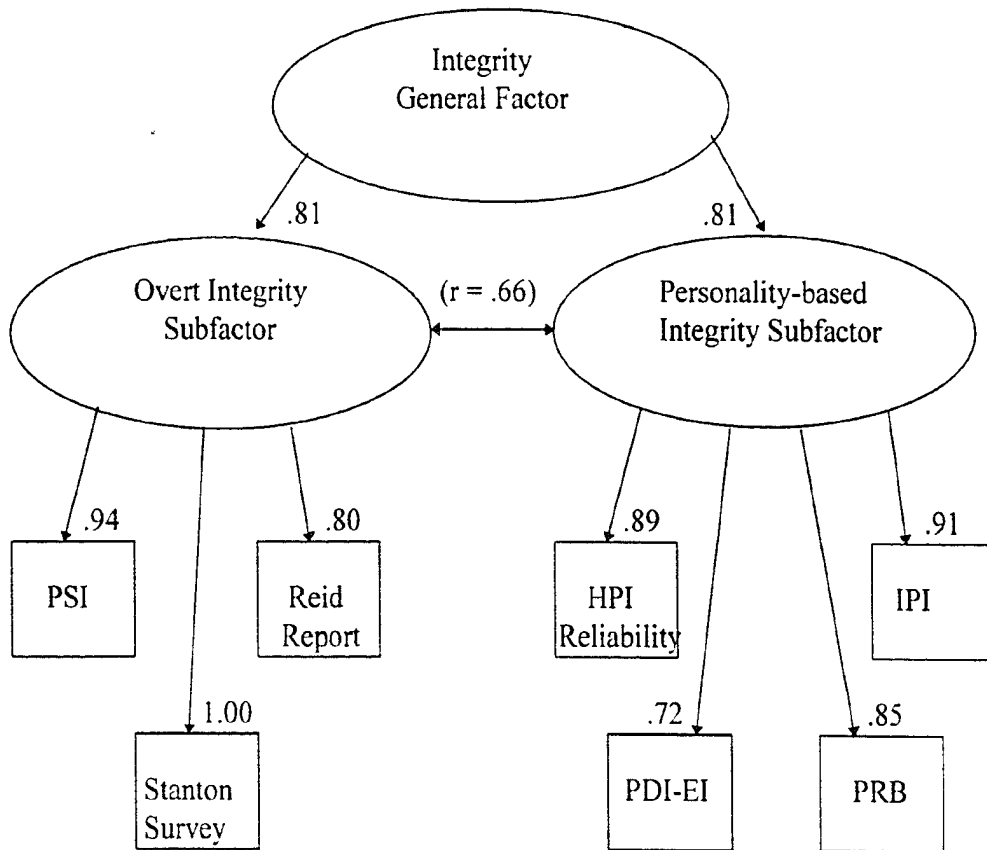 Integrity
General Factor
.81
.81
Overt Integrity
Subfactor
(r = .66)
Personality-based
Integrity Subfactor
.94
.80
.89
.91
PSI
Reid
Report
HPI
Reliability
IPI
1.00
.72
.85
Stanton
Survey
PDI-EI
PRB